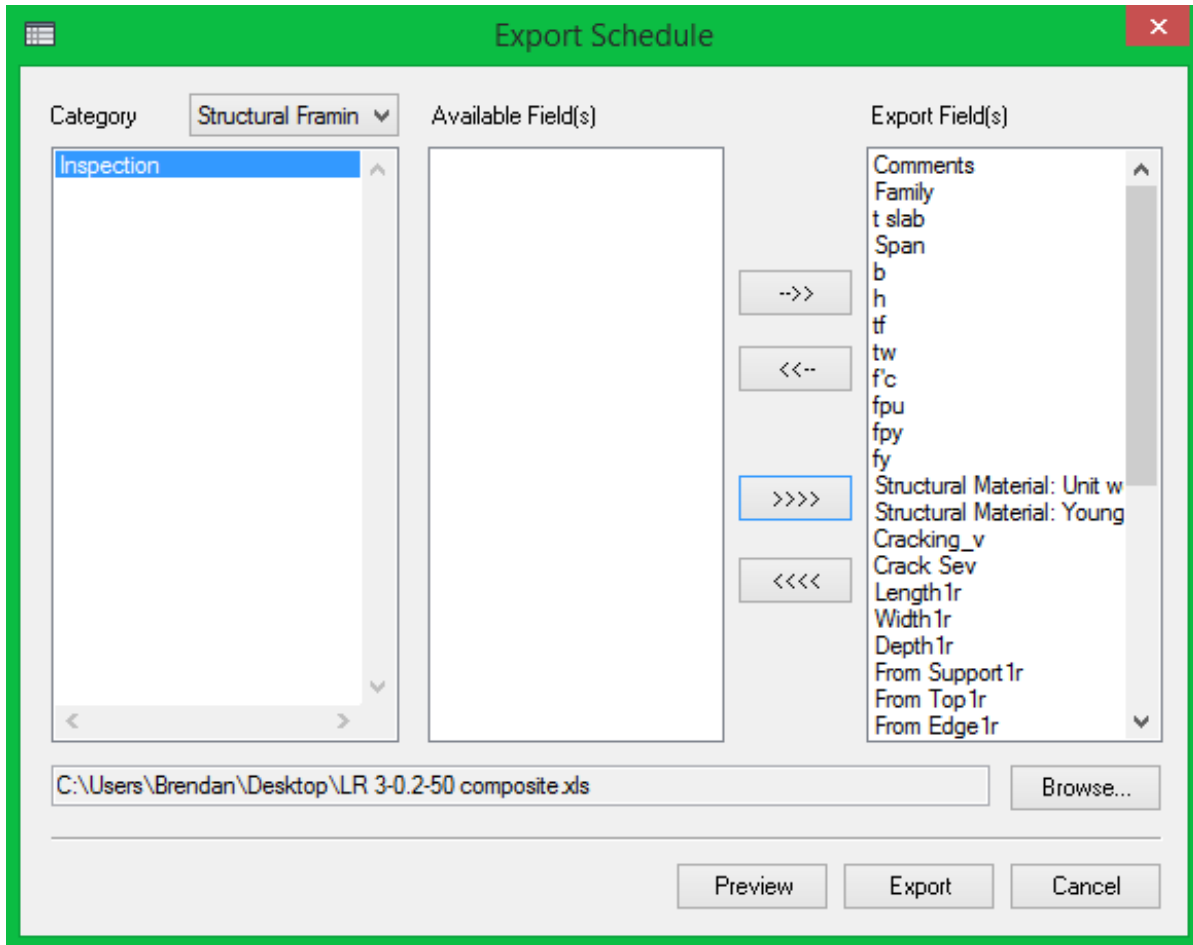 Export Schedule
Category
Structural Framin
Available Field(s)
Export Field(s)
Inspection
Comments
Family
t slab
Span
b
h
tf
tw
f'c
fpu
fpy
fy
Structural Material: Unit w
Structural Material: Young
Cracking_v
Crack Sev
Length1r
Width1r
Depth1r
From Support1r
From Top1r
From Edge1r
-->>
<<--
>>>>
<<<<
C:\Users\Brendan\Desktop\LR 3-0.2-50 composite.xls
Browse...
Preview
Export
Cancel